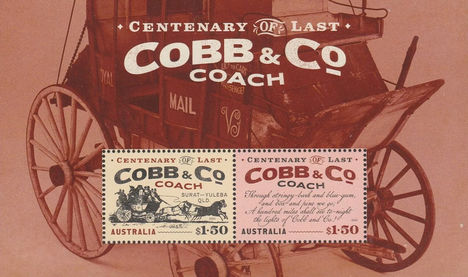 CENTENARY OF LAST
COBB & CO
COACH
ROYAL
MAIL
VR
CENTENARY OF LAST
COBB & CO
COACH
SURAT-YULEBA
QLD.
AUSTRALIA
$1.50
CENTENARY OF LAST
COBB & CO
COACH
Through stringy-bark and blue-gum,
and box and pine we go;
A hundred miles shall see to-night
the lights of Cobb and Co.!
AUSTRALIA
$1.50